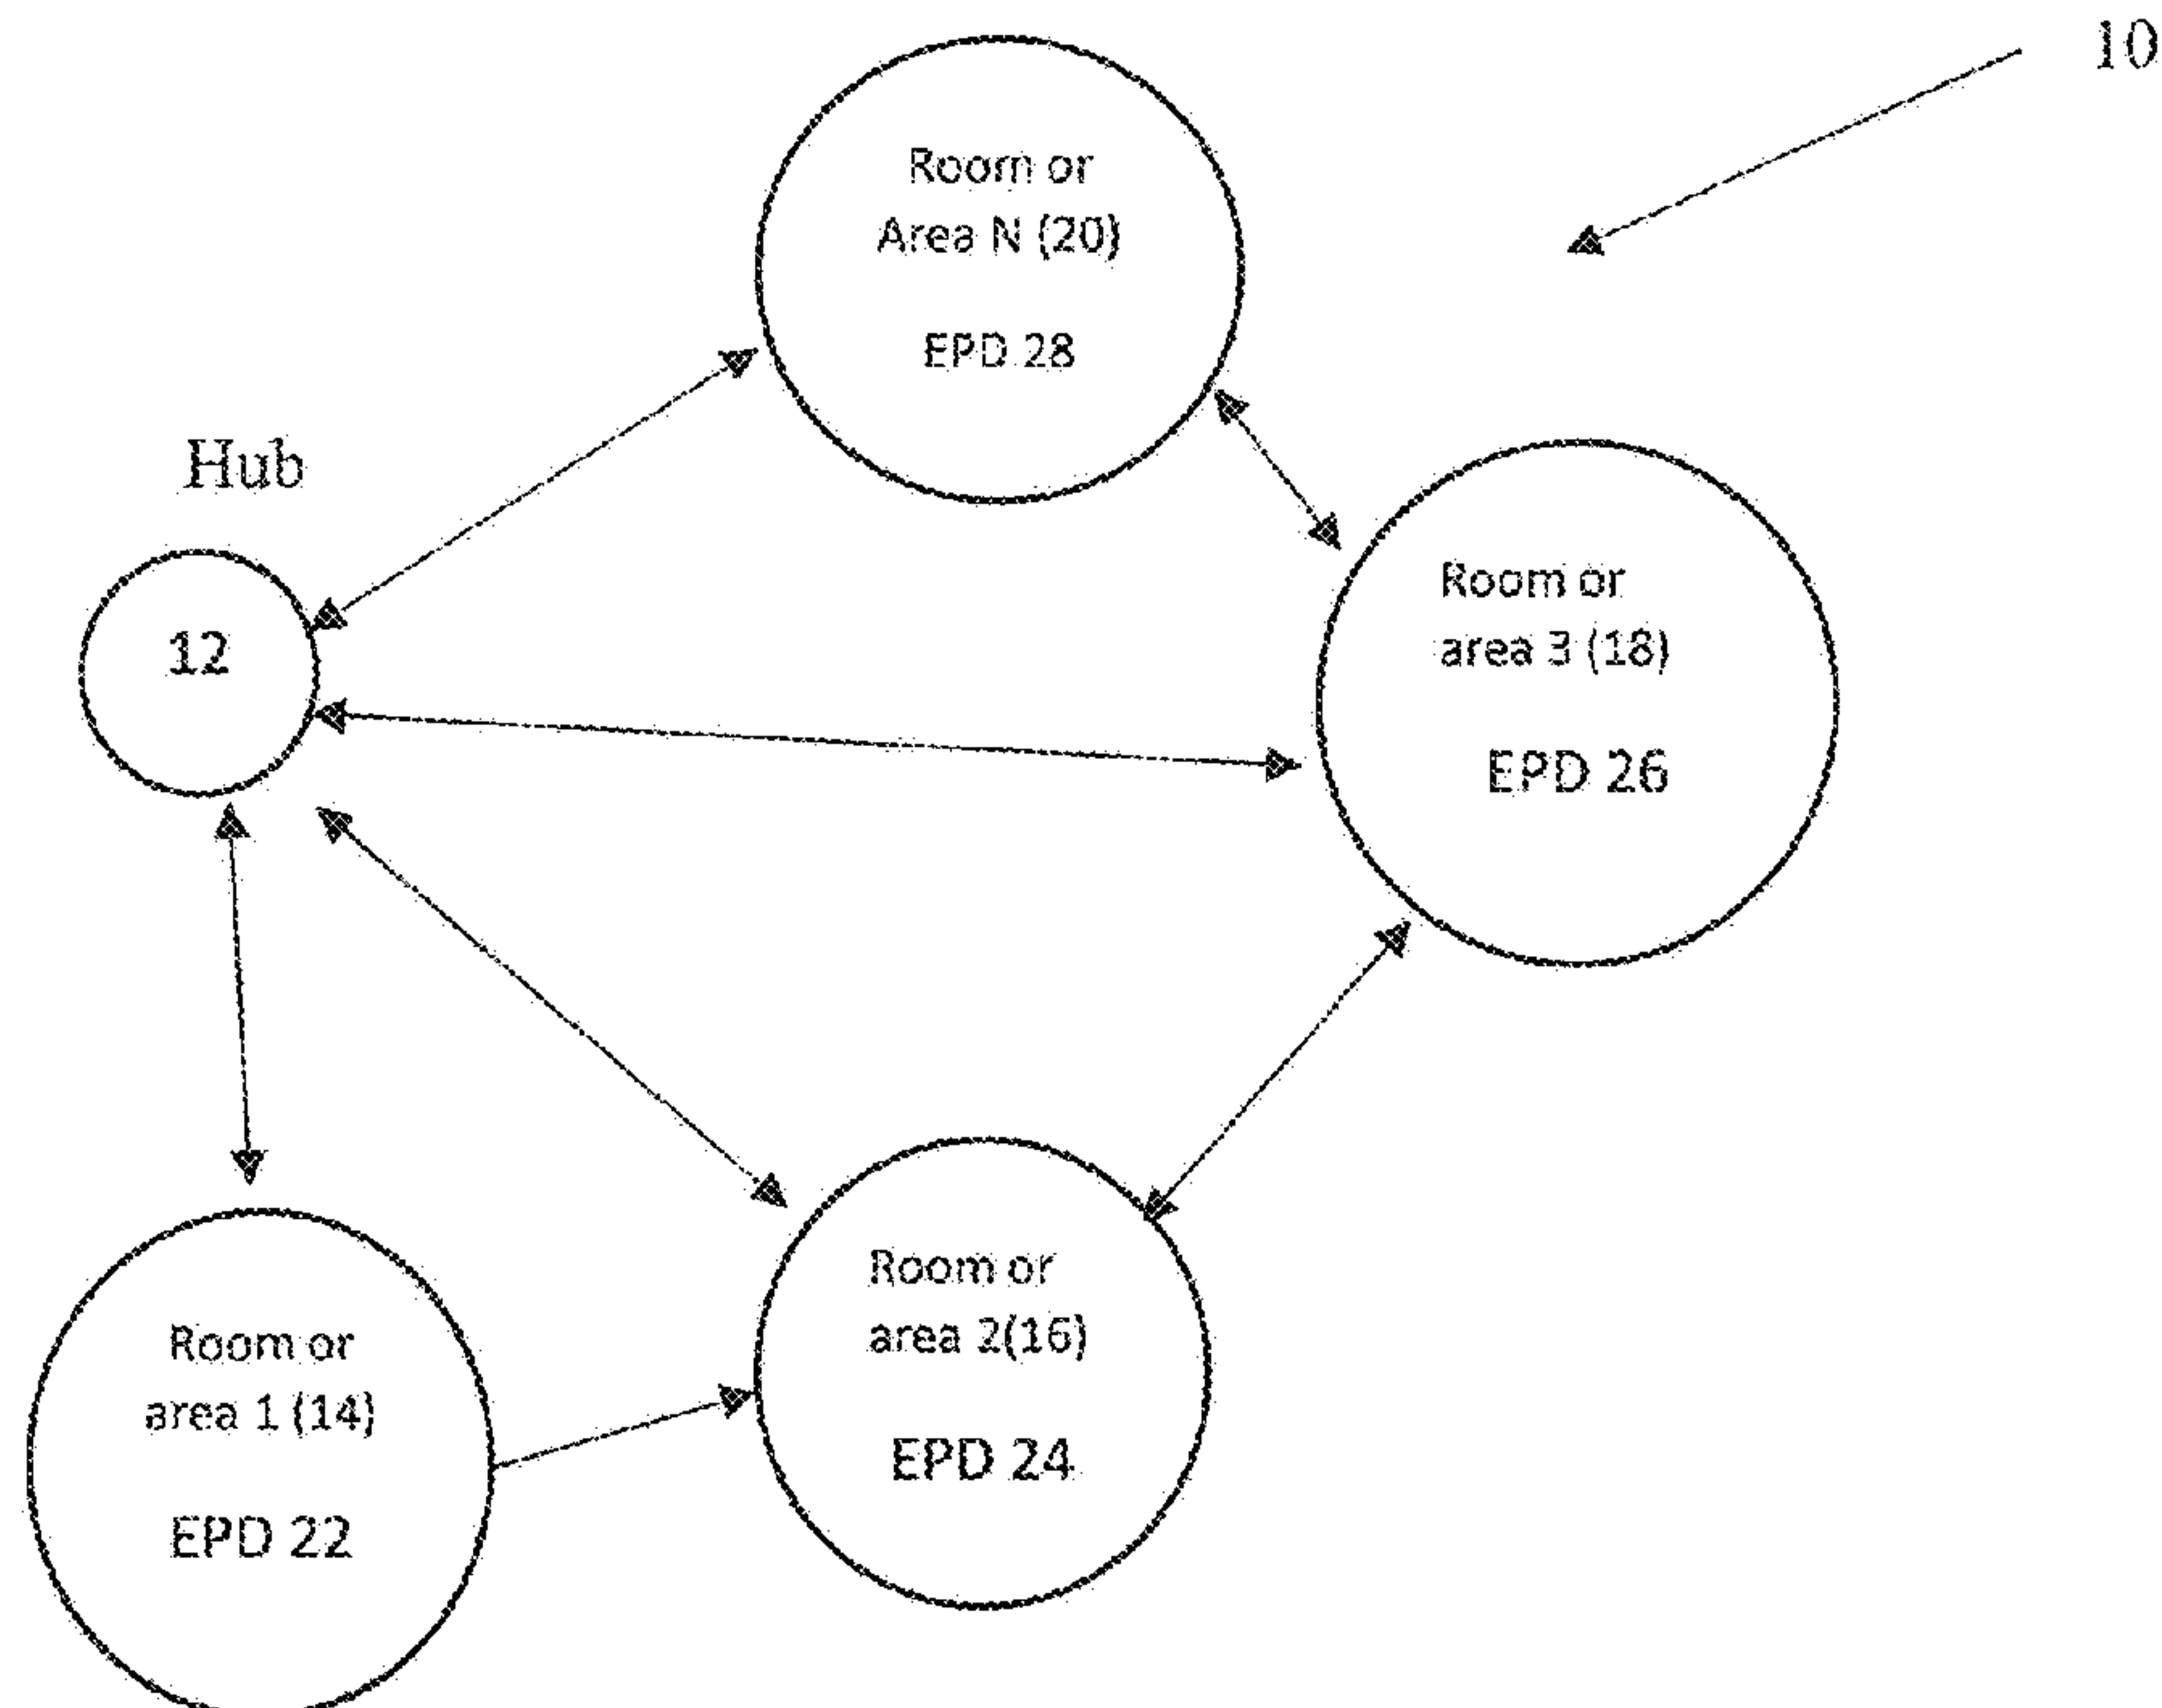 10
Room or
Area N (20)
EPD 28
Hub
12
Room or
area 3 (18)
EPD 26
Room or
area 2(16)
EPD 24
Room or
area 1 (14)
EPD 22